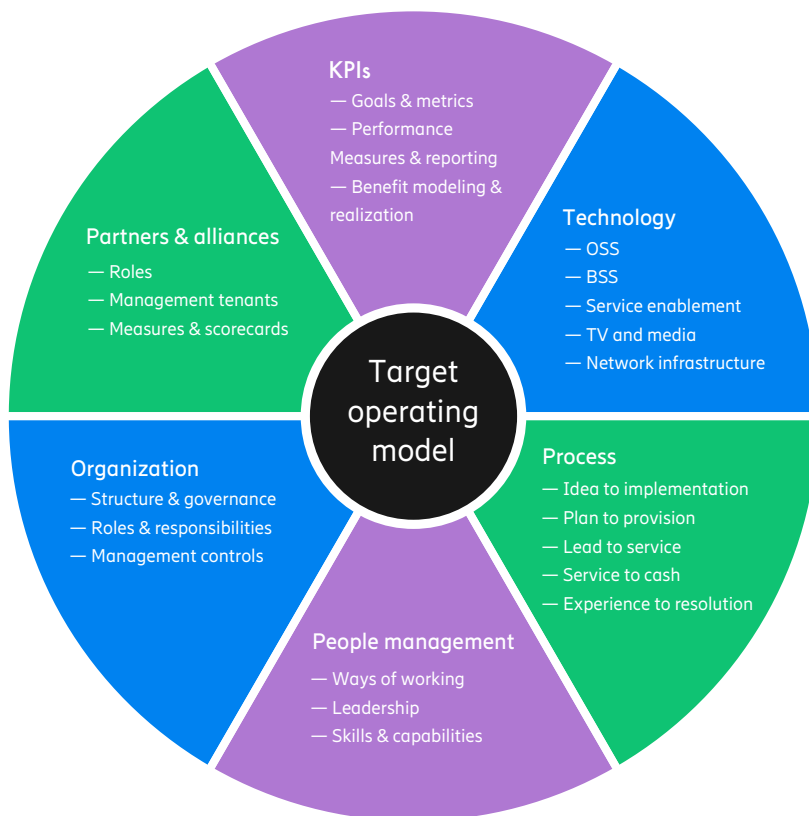 KPIs
— Goals & metrics
— Performance
Measures & reporting
— Benefit modeling &
realization
Technology
— OSS
— BSS
— Service enablement
— TV and media
— Network infrastructure
Process
— Idea to implementation
— Plan to provision
— Lead to service
— Service to cash
— Experience to resolution
People management
— Ways of working
— Leadership
— Skills & capabilities
Organization
— Structure & governance
— Roles & responsibilities
— Management controls
Partners & alliances
— Roles
— Management tenants
— Measures & scorecards
Target
operating
model